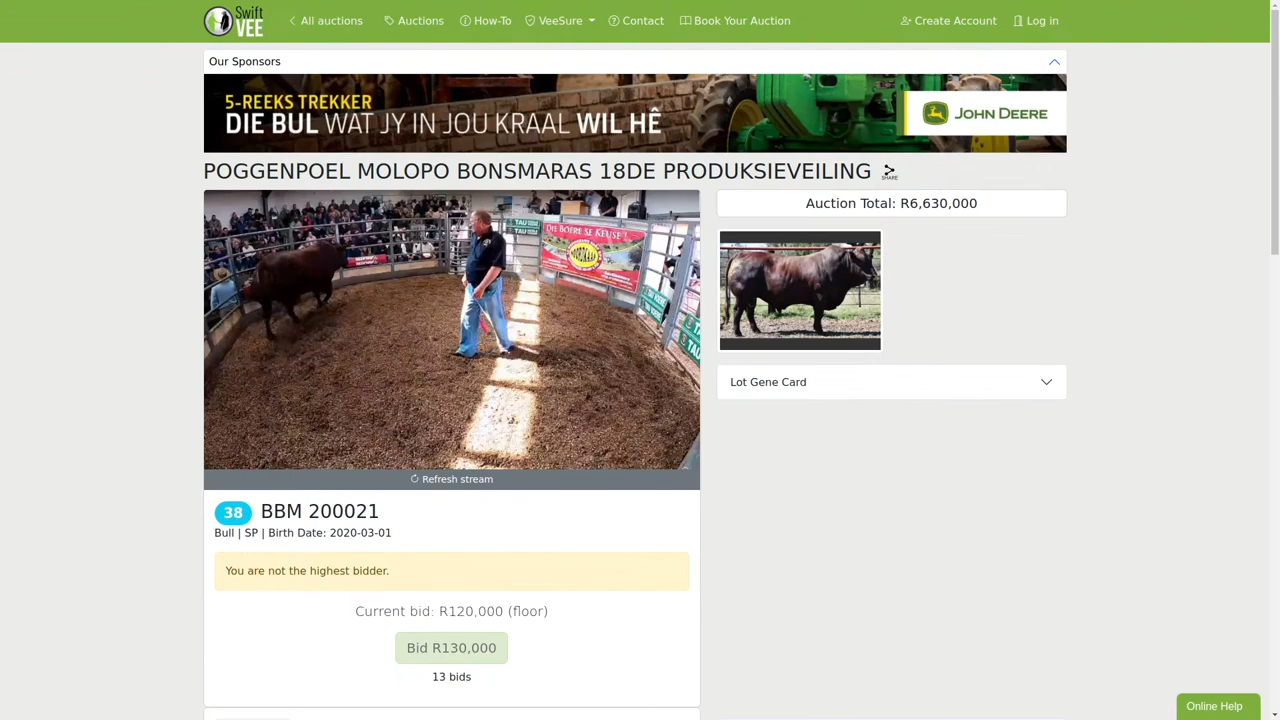 Swift
VEE
All auctions
Auctions
How-To
VeeSure
Contact
Book Your Auction
Create Account
Log in
Our Sponsors
5-REEKS TREKKER
DIE BUL WAT JY IN JOU KRAAL WIL HÊ
JOHN DEERE
POGGENPOEL MOLOPO BONSMARAS 18DE PRODUKSIEVEILING
SHARE
Auction Total: R6,630,000
DIE BOERE SE KEUSE !
BONSMARA
TAU
TAU
Lot Gene Card
Refresh stream
38 BBM 200021
Bull | SP | Birth Date: 2020-03-01
You are not the highest bidder.
Current bid: R120,000 (floor)
Bid R130,000
13 bids
Online Help